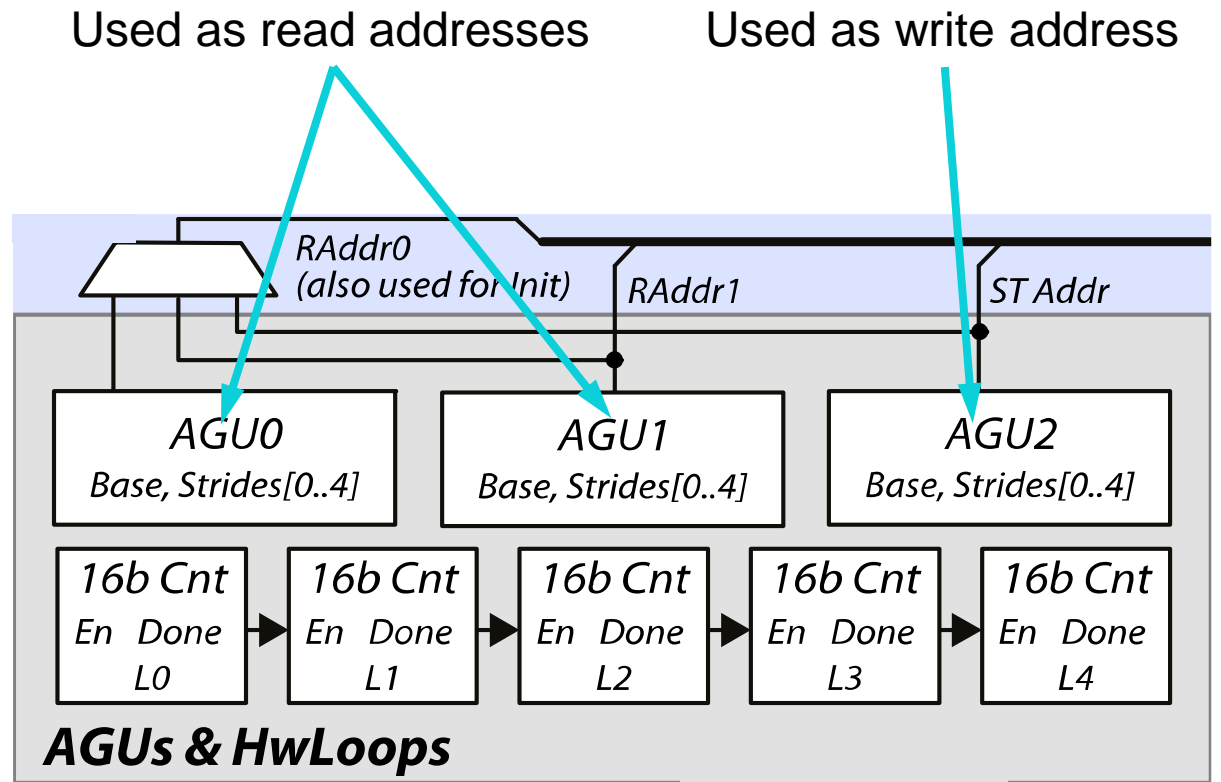 Used as read addresses
Used as write address
RAddr0
(also used for Init)
RAddr1
ST Addr
AGU0
Base, Strides[0..4]
AGU1
Base, Strides[0..4]
AGU2
Base, Strides[0..4]
16b Cnt
En Done
L0
16b Cnt
En Done
L1
16b Cnt
En Done
L2
16b Cnt
En Done
L3
16b Cnt
En Done
L4
AGUs & HwLoops